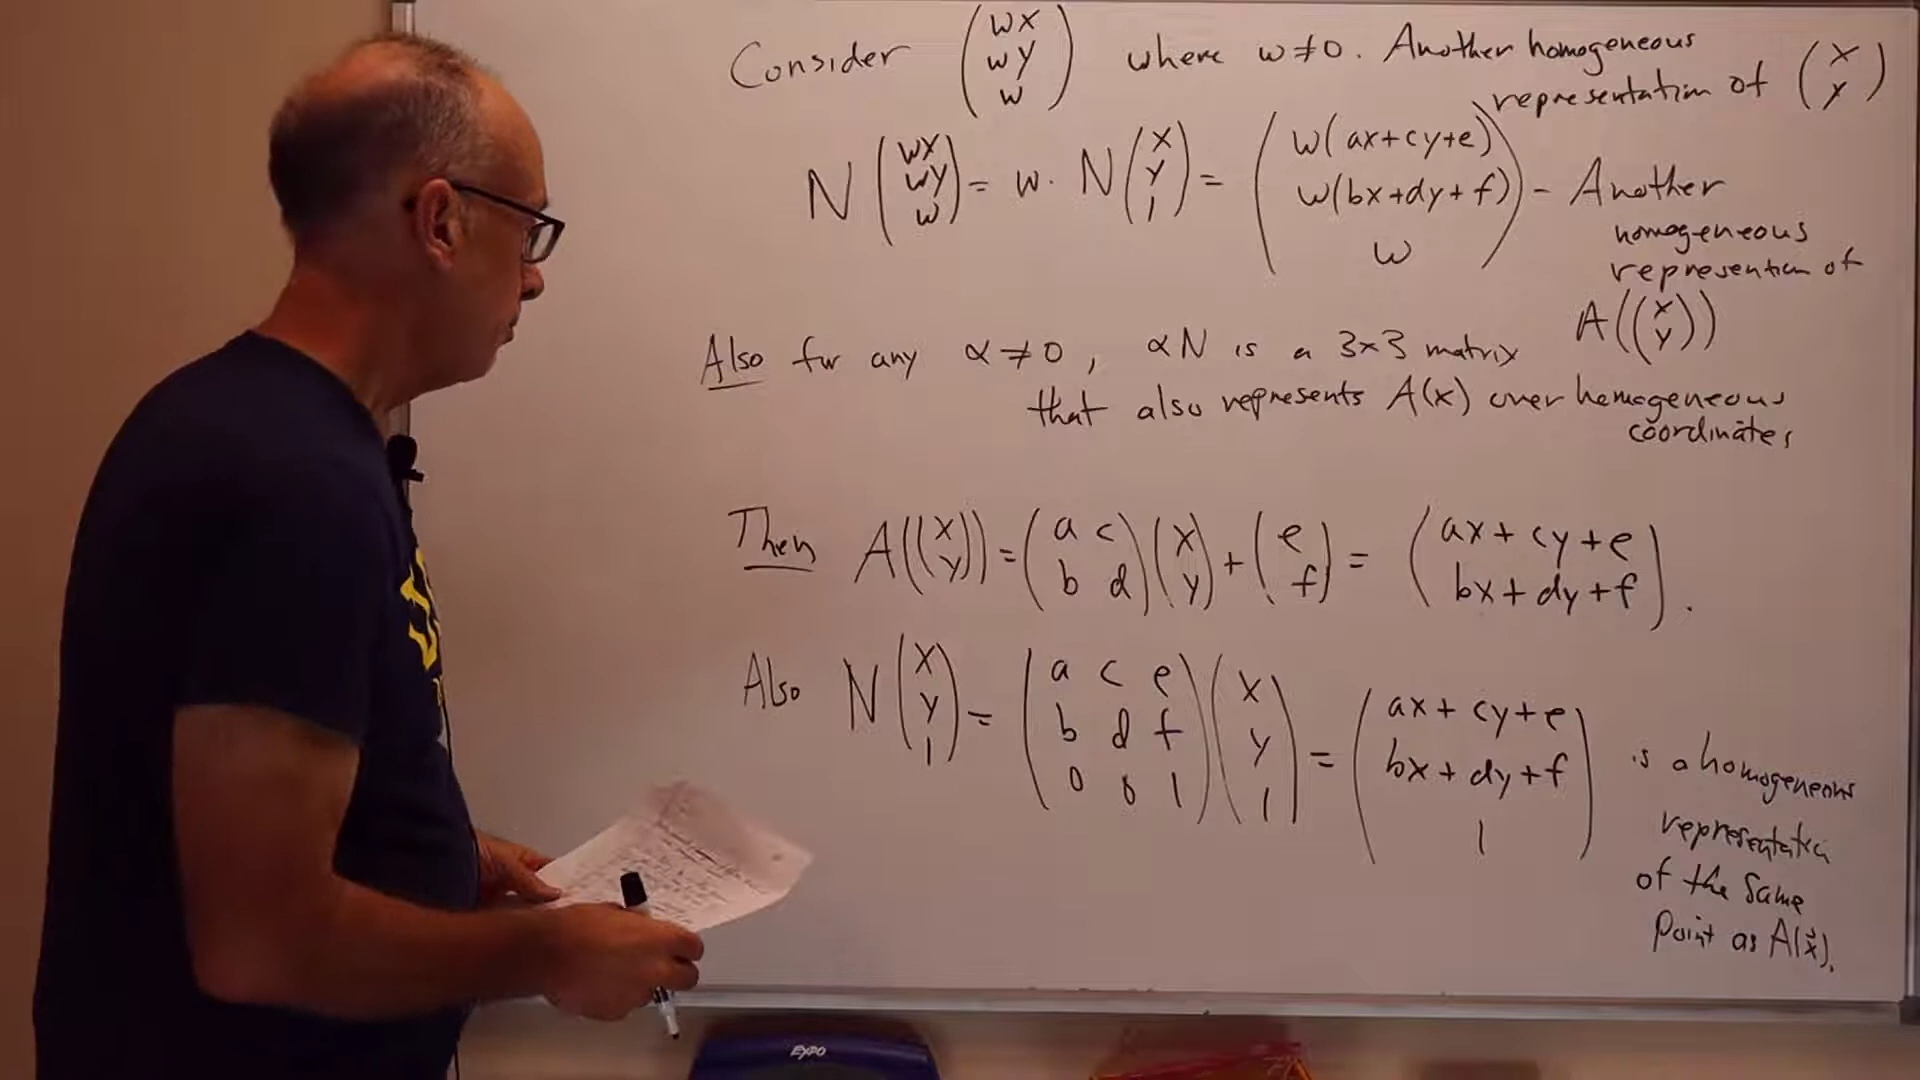 Consider (wx wy w) where w≠0. Another homogeneous
representation of (x y)
N (wx wy w) = w· N (x y 1) = (w(ax+cy+e) w(bx+dy+f) w) – Another
homogeneous
represention of
A((x y))
Also for any α≠0, αN is a 3x3 matrix
that also represents A(x) over homogeneous
coordinates
Then A((x y)) = (a c b d)(x y) + (e f) = (ax+cy+e bx+dy+f).
Also N (x y 1) = (a c e b d f 0 0 1)(x y 1) = (ax+cy+e bx+dy+f 1) is a homogeneous
representation
of the same
point as A(x⃗).
EXPO